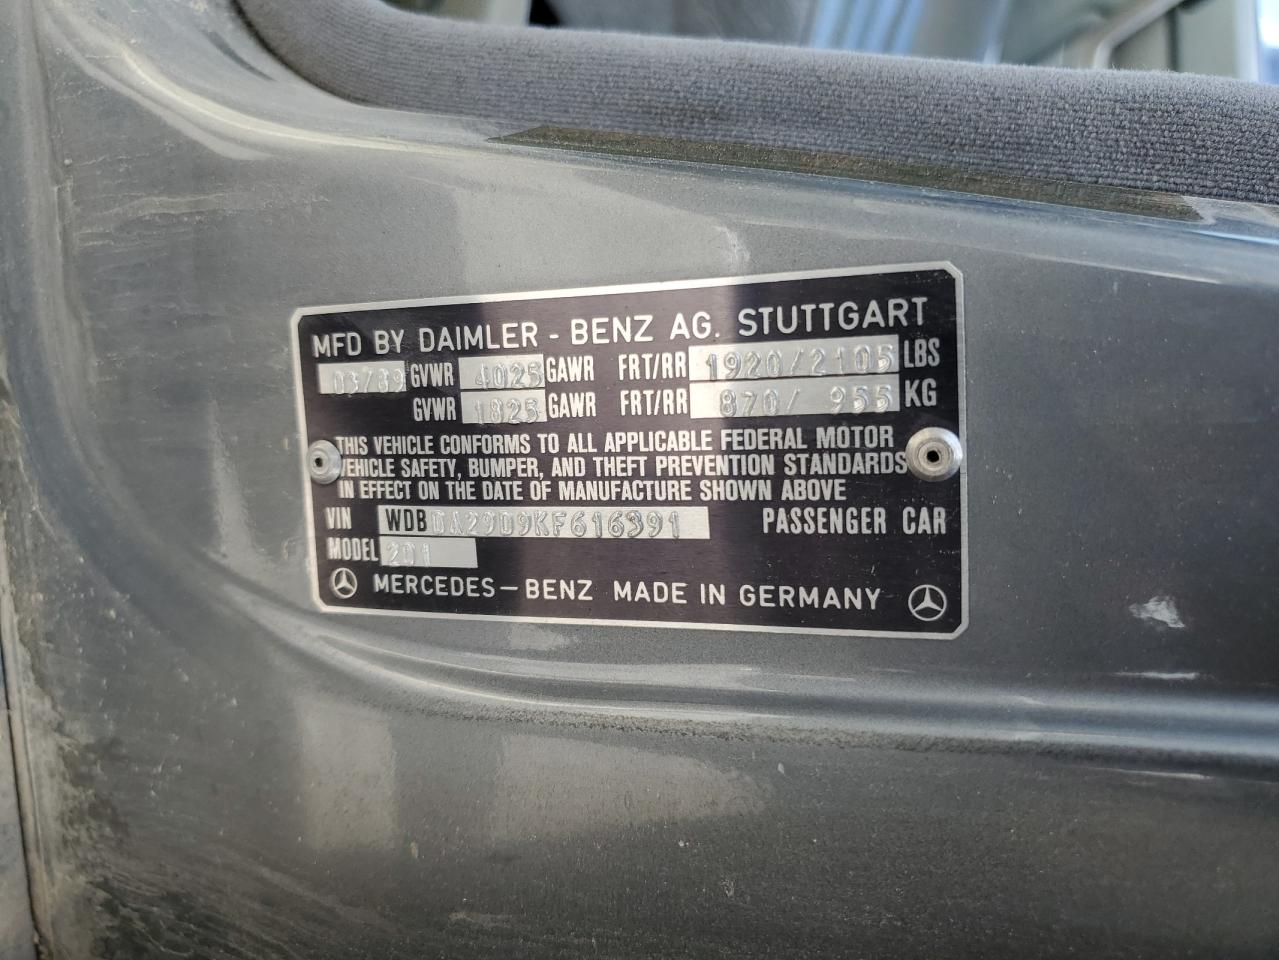 MFD BY DAIMLER - BENZ AG. STUTTGART
03/89 GVWR 4025 GAWR FRT/RR 1920/2105 LBS
GVWR 1825 GAWR FRT/RR 870/ 955 KG
THIS VEHICLE CONFORMS TO ALL APPLICABLE FEDERAL MOTOR
VEHICLE SAFETY, BUMPER, AND THEFT PREVENTION STANDARDS
IN EFFECT ON THE DATE OF MANUFACTURE SHOWN ABOVE
VIN WDBDA29D9KF616391 PASSENGER CAR
MODEL 201
MERCEDES-BENZ MADE IN GERMANY